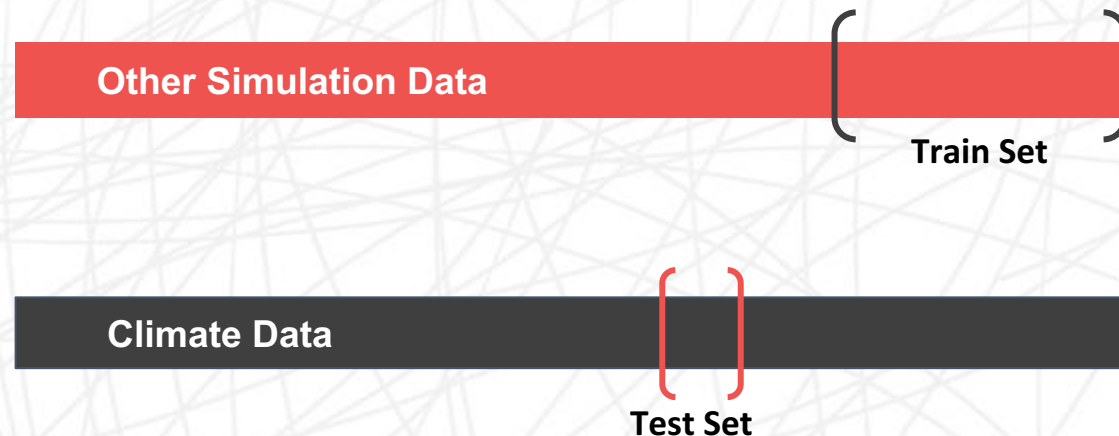 Other Simulation Data
Train Set
Climate Data
Test Set